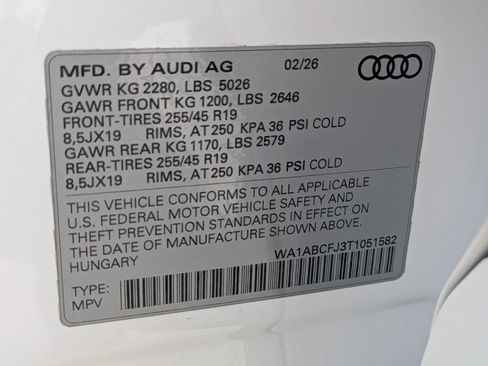 MFD. BY AUDI AG 02/26
GVWR KG 2280, LBS 5026
GAWR FRONT KG 1200, LBS 2646
FRONT-TIRES 255/45 R19
8,5JX19 RIMS, AT 250 KPA 36 PSI COLD
GAWR REAR KG 1170, LBS 2579
REAR-TIRES 255/45 R19
8,5JX19 RIMS, AT 250 KPA 36 PSI COLD
THIS VEHICLE CONFORMS TO ALL APPLICABLE
U.S. FEDERAL MOTOR VEHICLE SAFETY AND
THEFT PREVENTION STANDARDS IN EFFECT ON
THE DATE OF MANUFACTURE SHOWN ABOVE.
HUNGARY WA1ABCFJ3T1051582
TYPE:
MPV